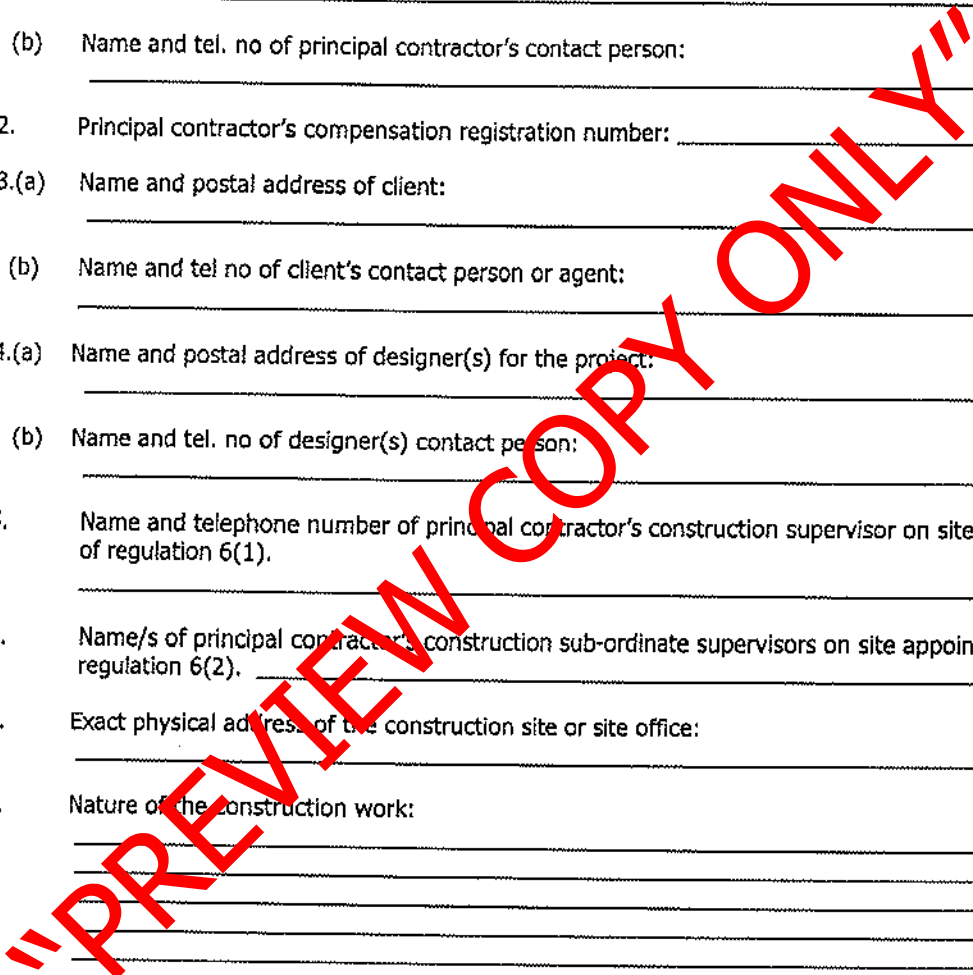 (b) Name and tel. no of principal contractor's contact person:
2. Principal contractor's compensation registration number:
3.(a) Name and postal address of client:
(b) Name and tel no of client's contact person or agent:
4.(a) Name and postal address of designer(s) for the project:
(b) Name and tel. no of designer(s) contact person:
Name and telephone number of principal contractor's construction supervisor on site
of regulation 6(1).
Name/s of principal contractor's construction sub-ordinate supervisors on site appoin
regulation 6(2).
Exact physical address of the construction site or site office:
Nature of the construction work:
"PREVIEW COPY ONLY"